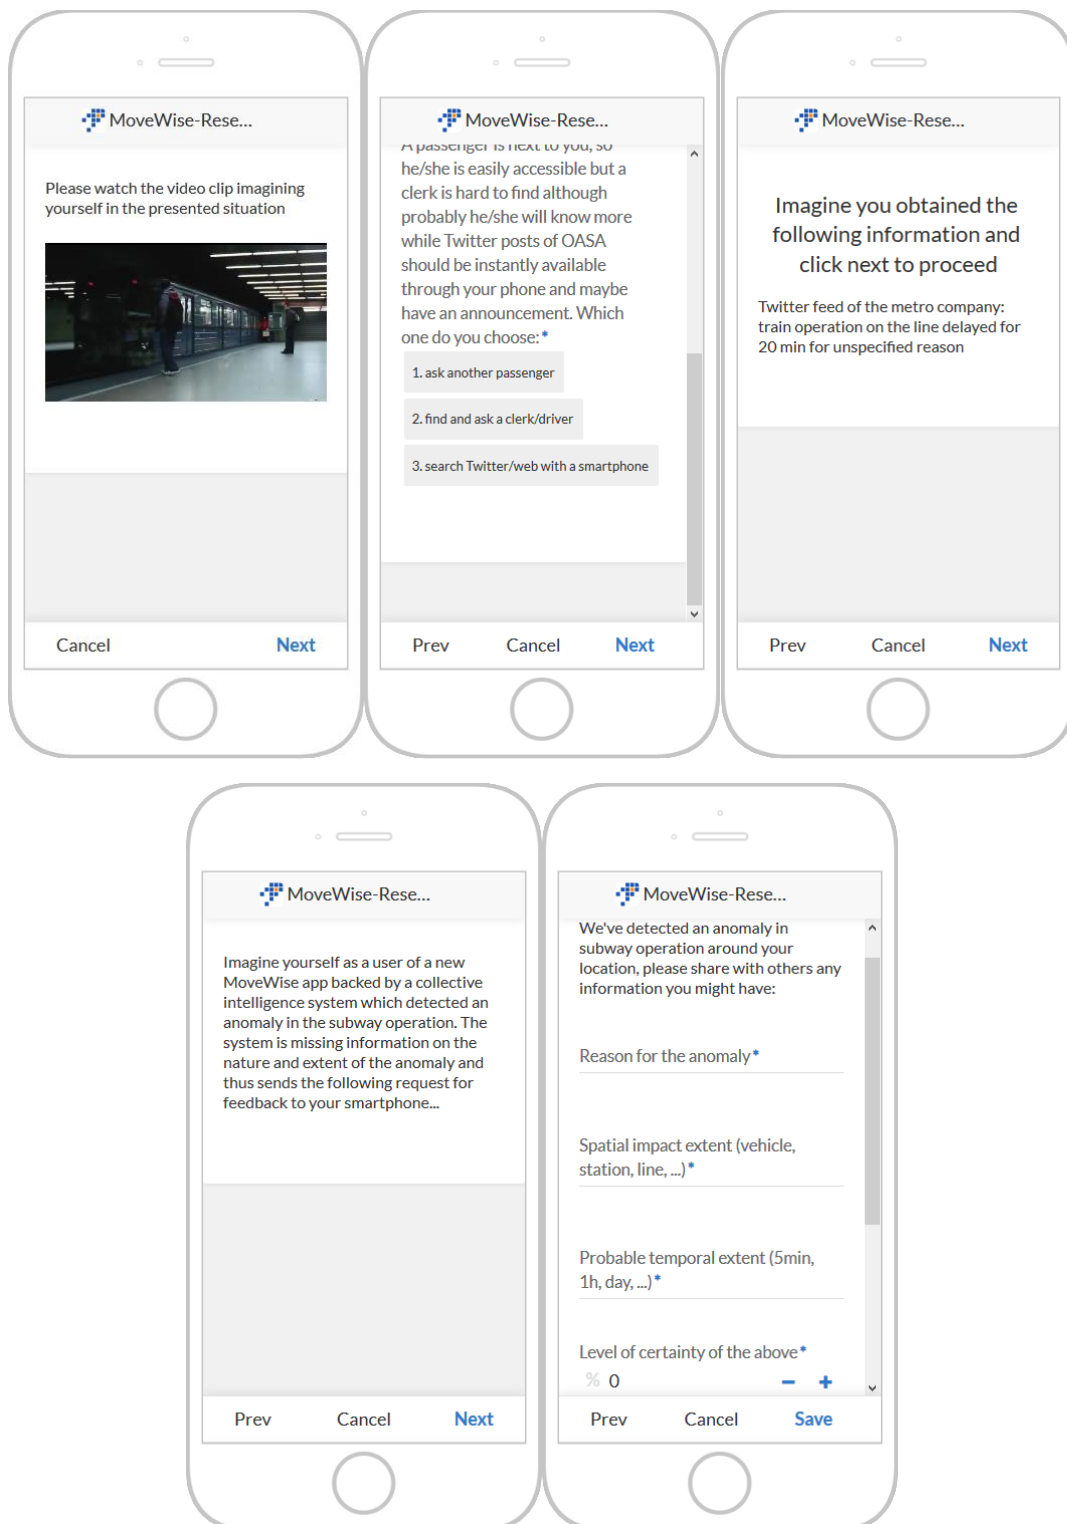 MoveWise-Rese...
Please watch the video clip imagining
yourself in the presented situation
Cancel
Next
MoveWise-Rese...
A passenger is next to you, so
he/she is easily accessible but a
clerk is hard to find although
probably he/she will know more
while Twitter posts of OASA
should be instantly available
through your phone and maybe
have an announcement. Which
one do you choose:*
1. ask another passenger
2. find and ask a clerk/driver
3. search Twitter/web with a smartphone
Prev
Cancel
Next
MoveWise-Rese...
Imagine you obtained the
following information and
click next to proceed
Twitter feed of the metro company:
train operation on the line delayed for
20 min for unspecified reason
Prev
Cancel
Next
MoveWise-Rese...
Imagine yourself as a user of a new
MoveWise app backed by a collective
intelligence system which detected an
anomaly in the subway operation. The
system is missing information on the
nature and extent of the anomaly and
thus sends the following request for
feedback to your smartphone...
Prev
Cancel
Next
MoveWise-Rese...
We've detected an anomaly in
subway operation around your
location, please share with others any
information you might have:
Reason for the anomaly*
Spatial impact extent (vehicle,
station, line, ...)*
Probable temporal extent (5min,
1h, day, ...)*
Level of certainty of the above*
% 0 − +
Prev
Cancel
Save